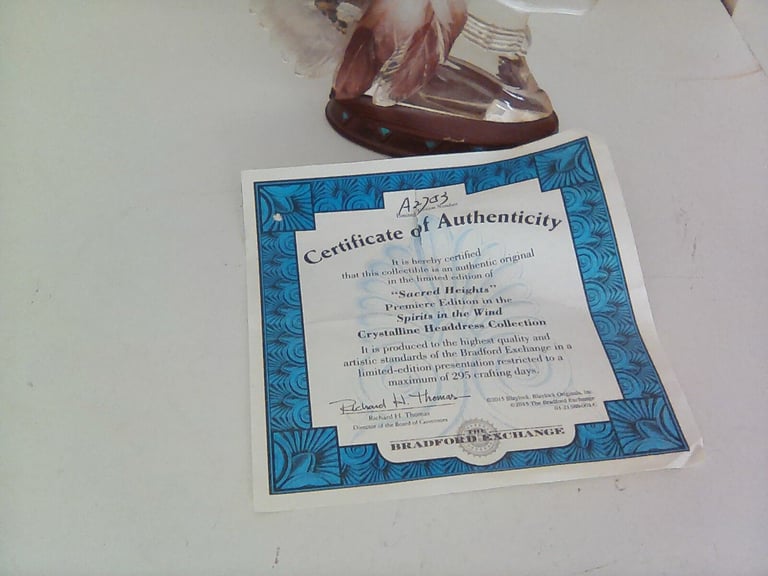 A2703
Certificate of Authenticity
It is hereby certified
that this collectible is an authentic original
in the limited edition of
"Sacred Heights"
Premiere Edition in the
Spirits in the Wind
Crystalline Headdress Collection
It is produced to the highest quality and
artistic standards of the Bradford Exchange in a
limited-edition presentation restricted to a
maximum of 295 crafting days.
Richard H. Thomas
Richard H. Thomas
Director of the Board of Governors
©2015 Blaylock, Blaylock Originals, Inc.
©2015 The Bradford Exchange
THE
BRADFORD EXCHANGE